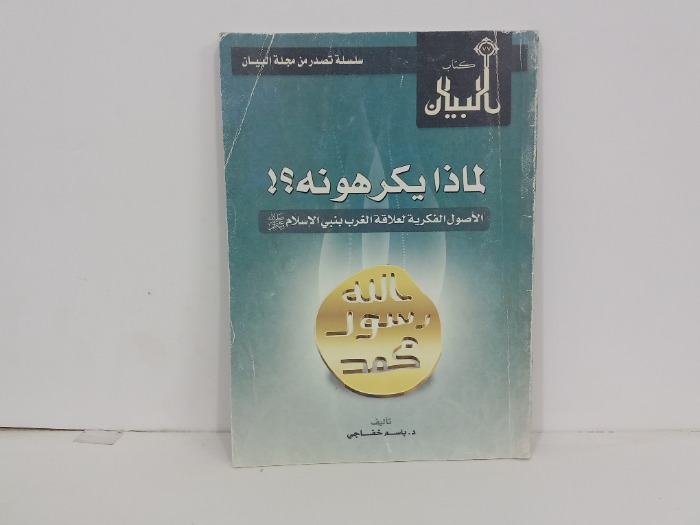 سلسلة تصدر من مجلة البيان
٧٧
كتاب
البيان
لماذا يكرهونه؟!
الأصول الفكرية لعلاقة الغرب بنبي الإسلام ﷺ
الله
رسول
محمد
تأليف
د. باسم خفاجي